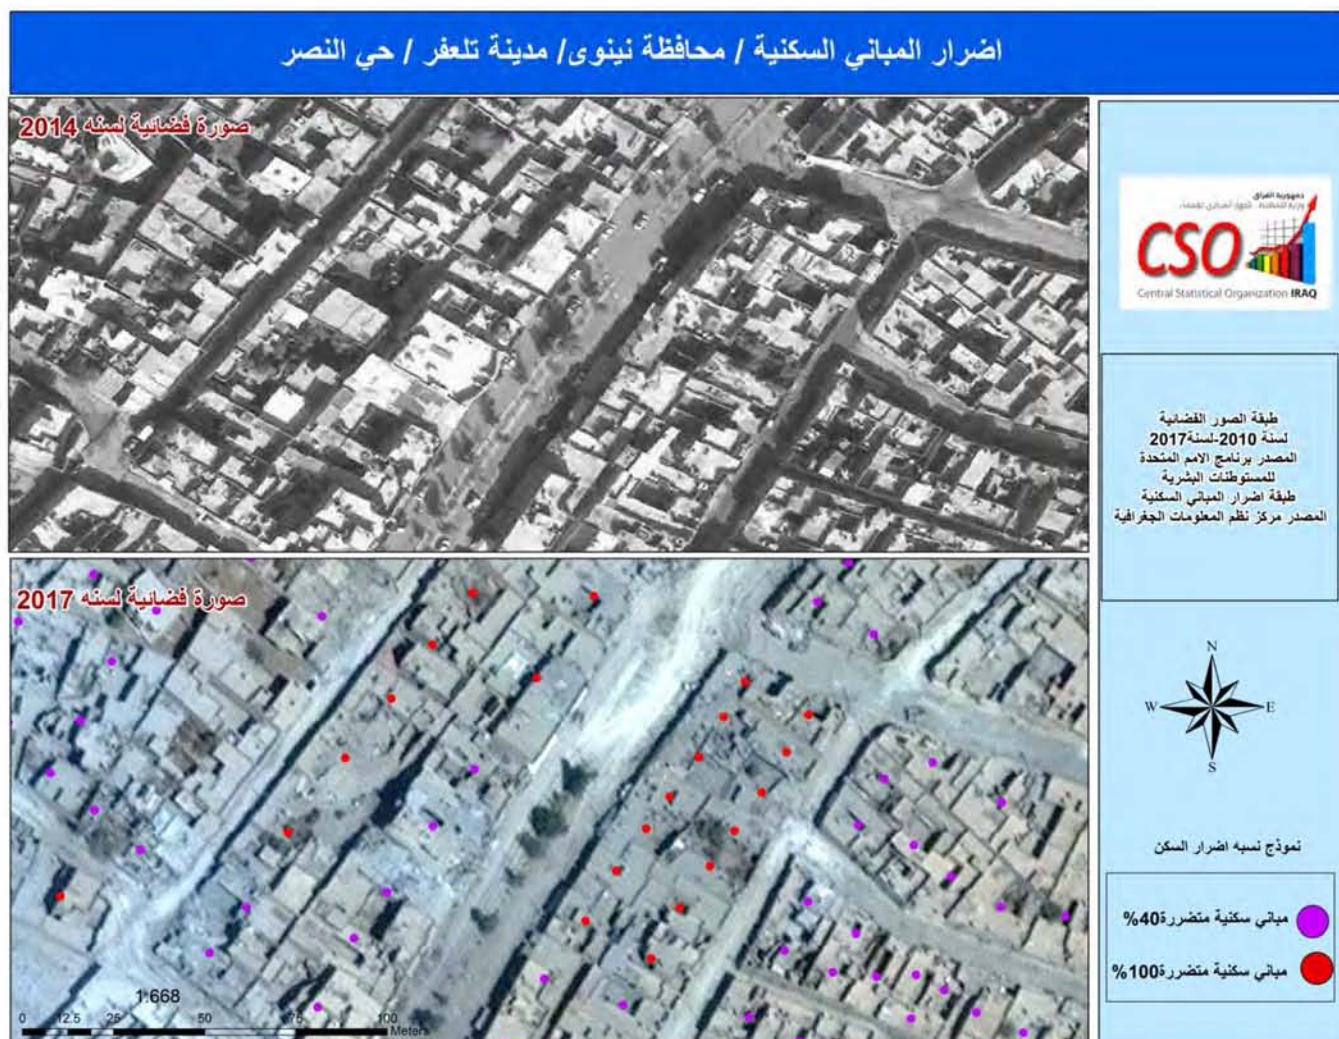 اضرار المباني السكنية / محافظة نينوى/ مدينة تلعفر / حي النصر
صورة فضائية لسنه 2014
جمهورية العراق
CSO
Central Statistical Organization IRAQ
طبقة الصور الفضائية
لسنة 2010-لسنة2017
المصدر برنامج الامم المتحدة
للمستوطنات البشرية
طبقة اضرار المباني السكنية
المصدر مركز نظم المعلومات الجغرافية
صورة فضائية لسنه 2017
N
W E
S
نموذج نسبه اضرار السكن
مباني سكنية متضررة40%
مباني سكنية متضررة100%
1:668
0 12.5 25 50 75 100
Meters